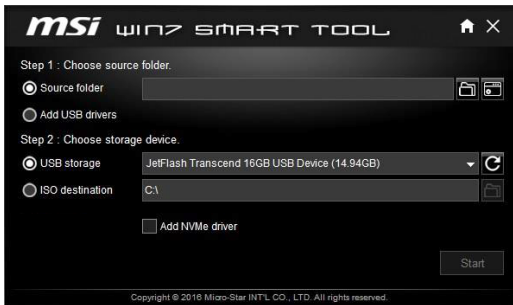 msi WIN7 SMART TOOL
Step 1 : Choose source folder.
Source folder
Add USB drivers
Step 2 : Choose storage device.
USB storage JetFlash Transcend 16GB USB Device (14.94GB)
ISO destination C:\
Add NVMe driver
Start
Copyright © 2016 Micro-Star INT'L CO., LTD. All rights reserved.